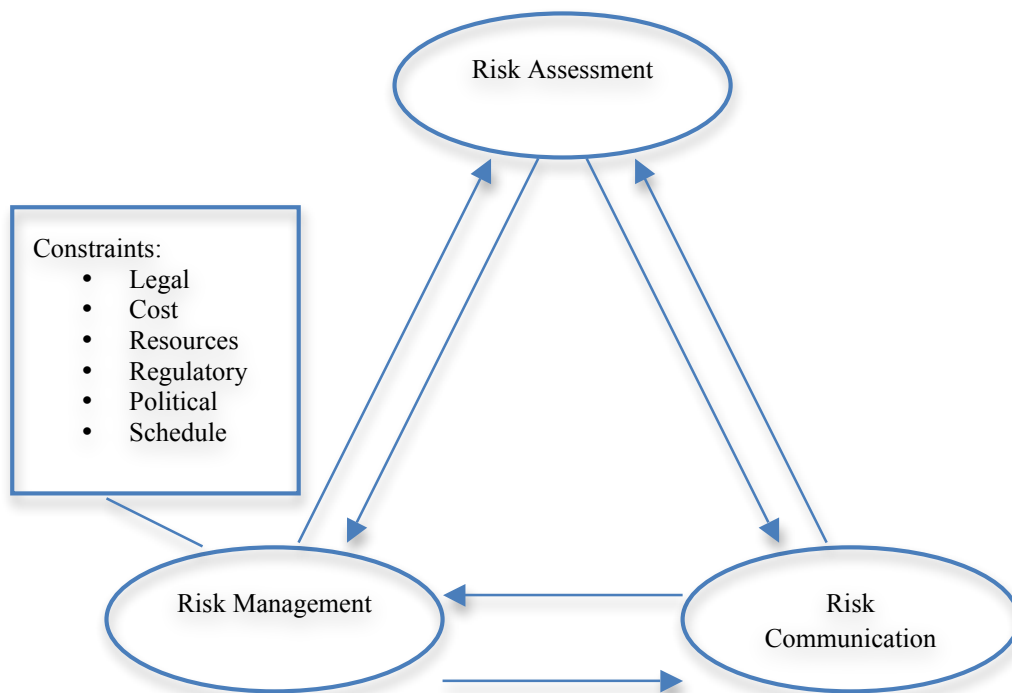 Risk Assessment
Constraints:
• Legal
• Cost
• Resources
• Regulatory
• Political
• Schedule
Risk Management
Risk
Communication